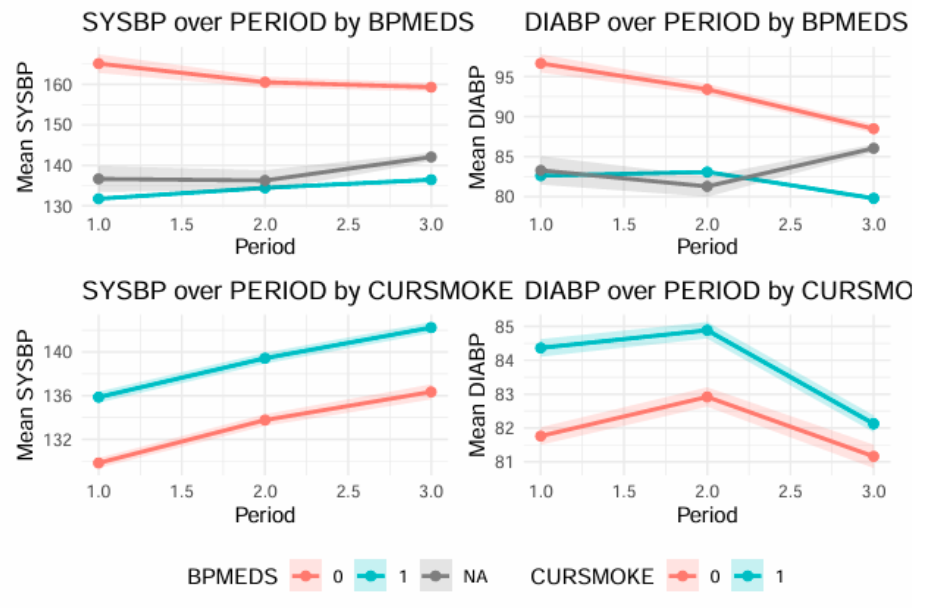 SYSBP over PERIOD by BPMEDS
Mean SYSBP
160
150
140
130
1.0 1.5 2.0 2.5 3.0
Period
DIABP over PERIOD by BPMEDS
Mean DIABP
95
90
85
80
1.0 1.5 2.0 2.5 3.0
Period
SYSBP over PERIOD by CURSMOKE
Mean SYSBP
140
136
132
1.0 1.5 2.0 2.5 3.0
Period
DIABP over PERIOD by CURSMO
Mean DIABP
85
84
83
82
81
1.0 1.5 2.0 2.5 3.0
Period
BPMEDS 0 1 NA CURSMOKE 0 1